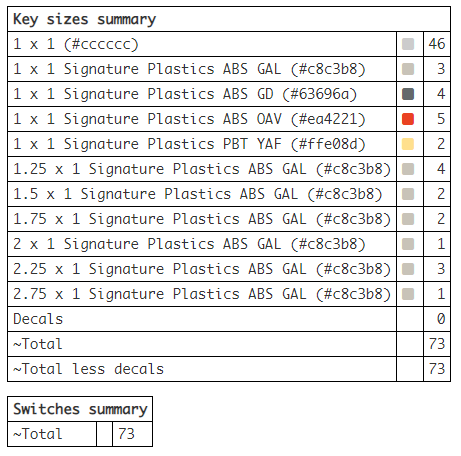 Key sizes summary
1 x 1 (#cccccc) 46
1 x 1 Signature Plastics ABS GAL (#c8c3b8) 3
1 x 1 Signature Plastics ABS GD (#63696a) 4
1 x 1 Signature Plastics ABS OAV (#ea4221) 5
1 x 1 Signature Plastics PBT YAF (#ffe08d) 2
1.25 x 1 Signature Plastics ABS GAL (#c8c3b8) 4
1.5 x 1 Signature Plastics ABS GAL (#c8c3b8) 2
1.75 x 1 Signature Plastics ABS GAL (#c8c3b8) 2
2 x 1 Signature Plastics ABS GAL (#c8c3b8) 1
2.25 x 1 Signature Plastics ABS GAL (#c8c3b8) 3
2.75 x 1 Signature Plastics ABS GAL (#c8c3b8) 1
Decals 0
~Total 73
~Total less decals 73
Switches summary
~Total 73